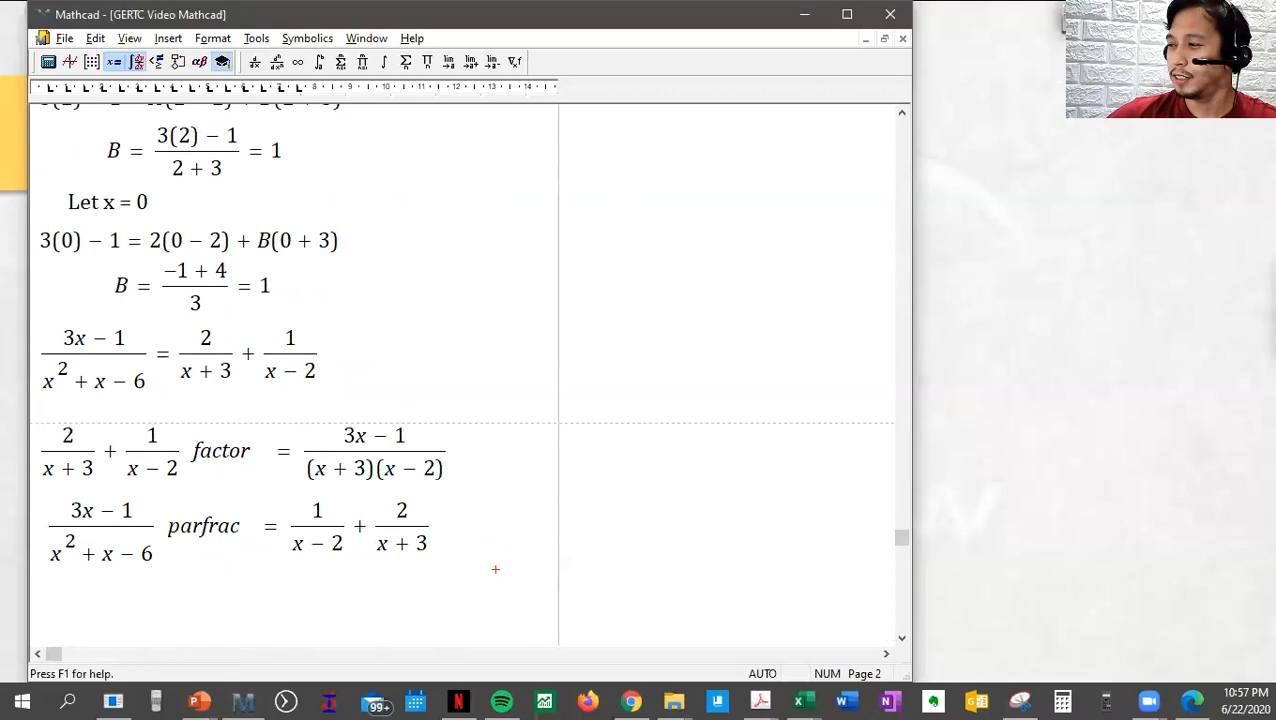 Mathcad - [GERTC Video Mathcad]
File Edit View Insert Format Tools Symbolics Window Help
B = (3(2) − 1)/(2 + 3) = 1
Let x = 0
3(0) − 1 = 2(0 − 2) + B(0 + 3)
B = (−1 + 4)/3 = 1
(3x − 1)/(x^2 + x − 6) = 2/(x + 3) + 1/(x − 2)
2/(x + 3) + 1/(x − 2) factor = (3x − 1)/((x + 3)(x − 2))
(3x − 1)/(x^2 + x − 6) parfrac = 1/(x − 2) + 2/(x + 3)
Press F1 for help.
AUTO NUM Page 2
99+
10:57 PM
6/22/2020